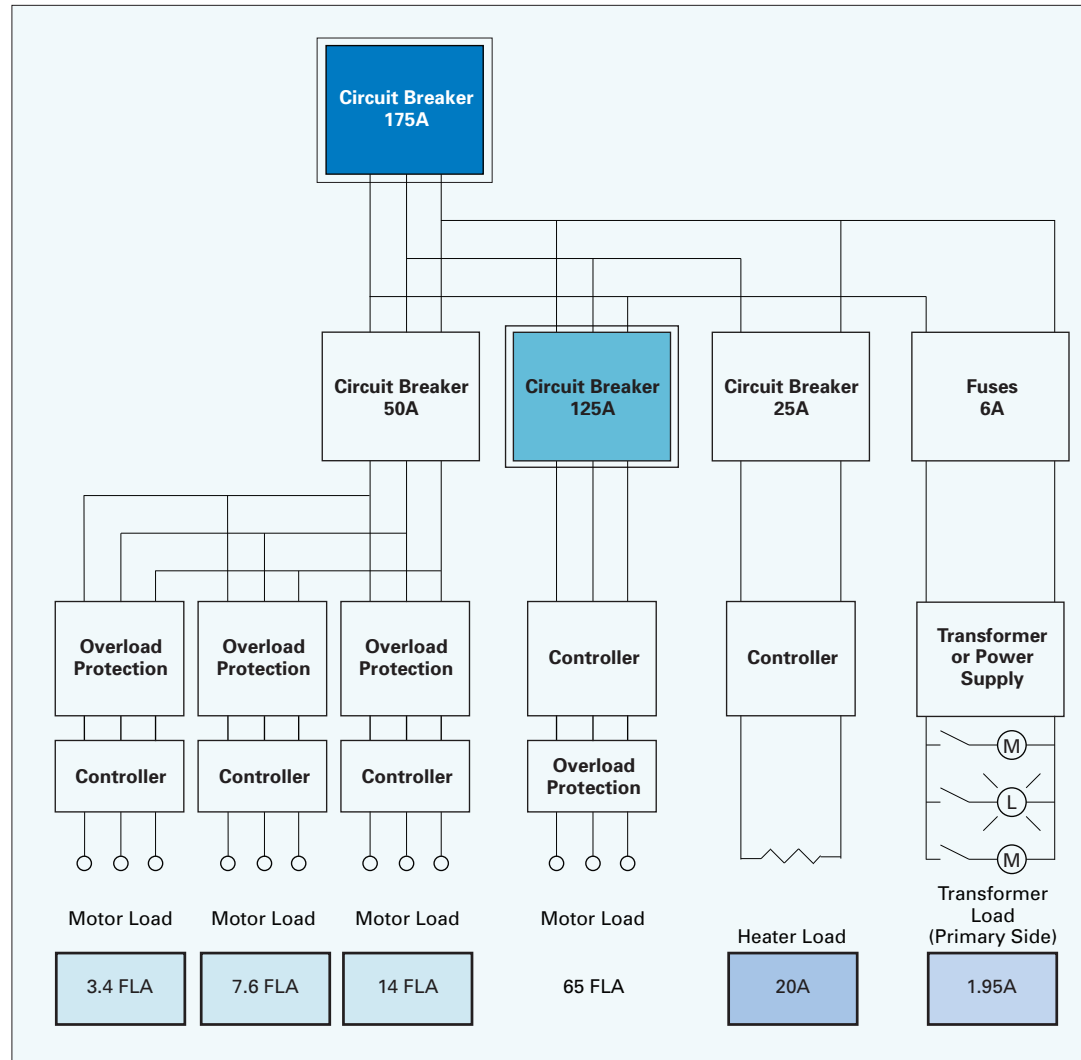 Circuit Breaker
175A
Circuit Breaker
50A
Circuit Breaker
125A
Circuit Breaker
25A
Fuses
6A
Overload
Protection
Overload
Protection
Overload
Protection
Controller
Controller
Transformer
or Power
Supply
Controller
Controller
Controller
Overload
Protection
M
L
M
Motor Load
Motor Load
Motor Load
Motor Load
Heater Load
Transformer
Load
(Primary Side)
3.4 FLA
7.6 FLA
14 FLA
65 FLA
20A
1.95A